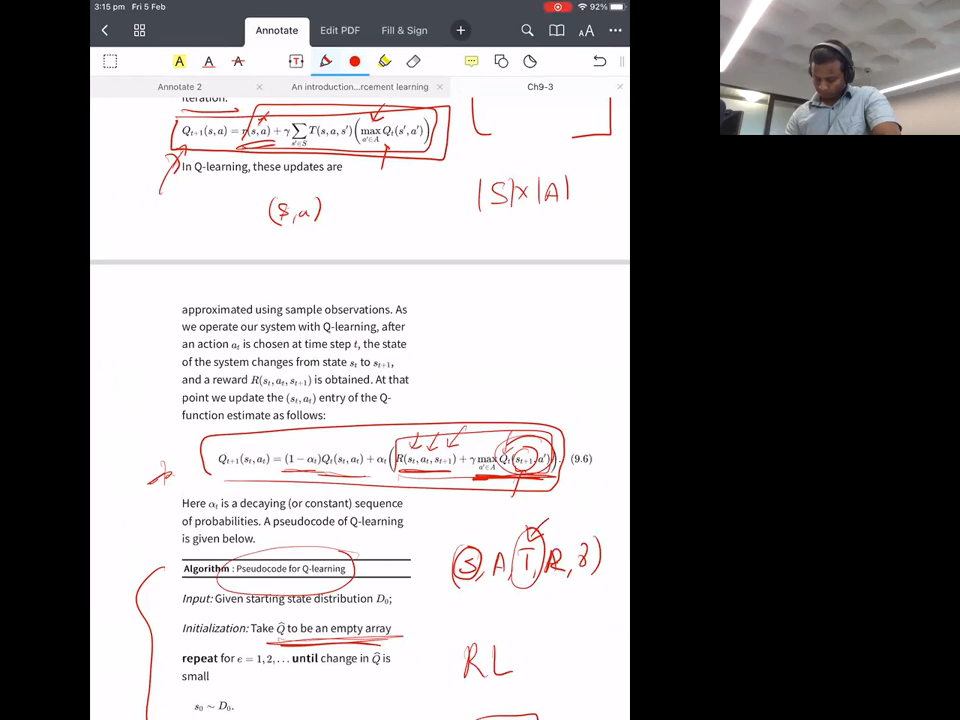 3:15 pm Fri 5 Feb
92%
Annotate
Edit PDF
Fill & Sign
AA
A
A
A
T
Annotate 2
An introduction...rcement learning
Ch9-3
iteration.
Q_{t+1}(s, a) = r(s, a) + γ ∑_{s'∈S} T(s, a, s') ( max_{a'∈A} Q_t(s', a') )
In Q-learning, these updates are
|S|×|A|
(s,a)
approximated using sample observations. As
we operate our system with Q-learning, after
an action a_t is chosen at time step t, the state
of the system changes from state s_t to s_{t+1},
and a reward R(s_t, a_t, s_{t+1}) is obtained. At that
point we update the (s_t, a_t) entry of the Q-
function estimate as follows:
Q_{t+1}(s_t, a_t) = (1 − α_t)Q_t(s_t, a_t) + α_t ( R(s_t, a_t, s_{t+1}) + γ max_{a'∈A} Q_t(s_{t+1}, a') ) (9.6)
Here α_t is a decaying (or constant) sequence
of probabilities. A pseudocode of Q-learning
is given below.
(S, A, T, R, γ)
Algorithm : Pseudocode for Q-learning
Input: Given starting state distribution D_0;
Initialization: Take Q̂ to be an empty array
repeat for e = 1, 2, … until change in Q̂ is
small
RL
s_0 ∼ D_0.